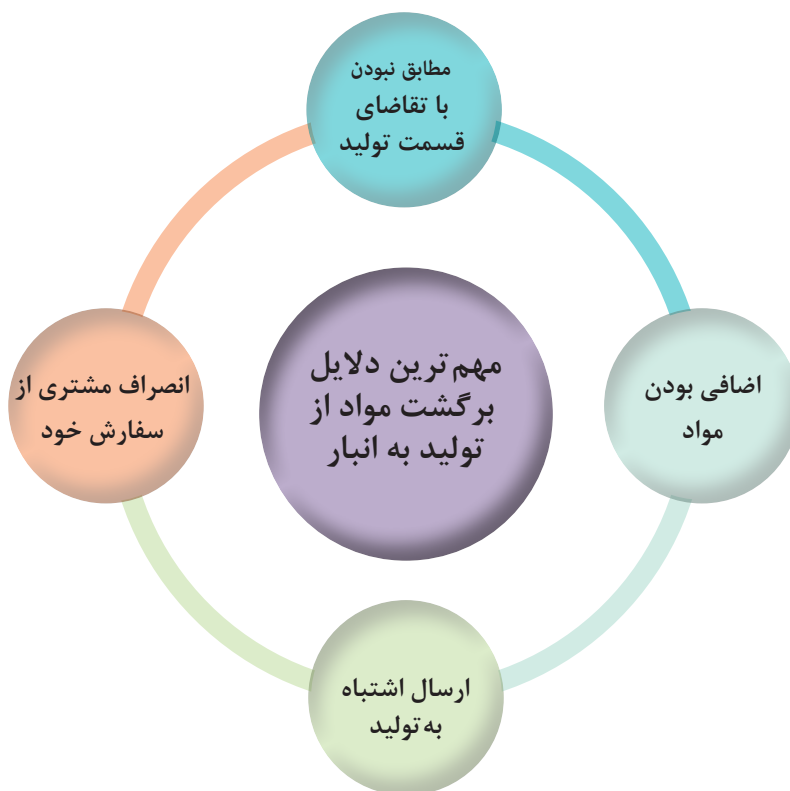 مطابق نبودن
با تقاضای
قسمت تولید
مهم‌ترین دلایل
برگشت مواد از
تولید به انبار
اضافی بودن
مواد
ارسال اشتباه
به تولید
انصراف مشتری از
سفارش خود